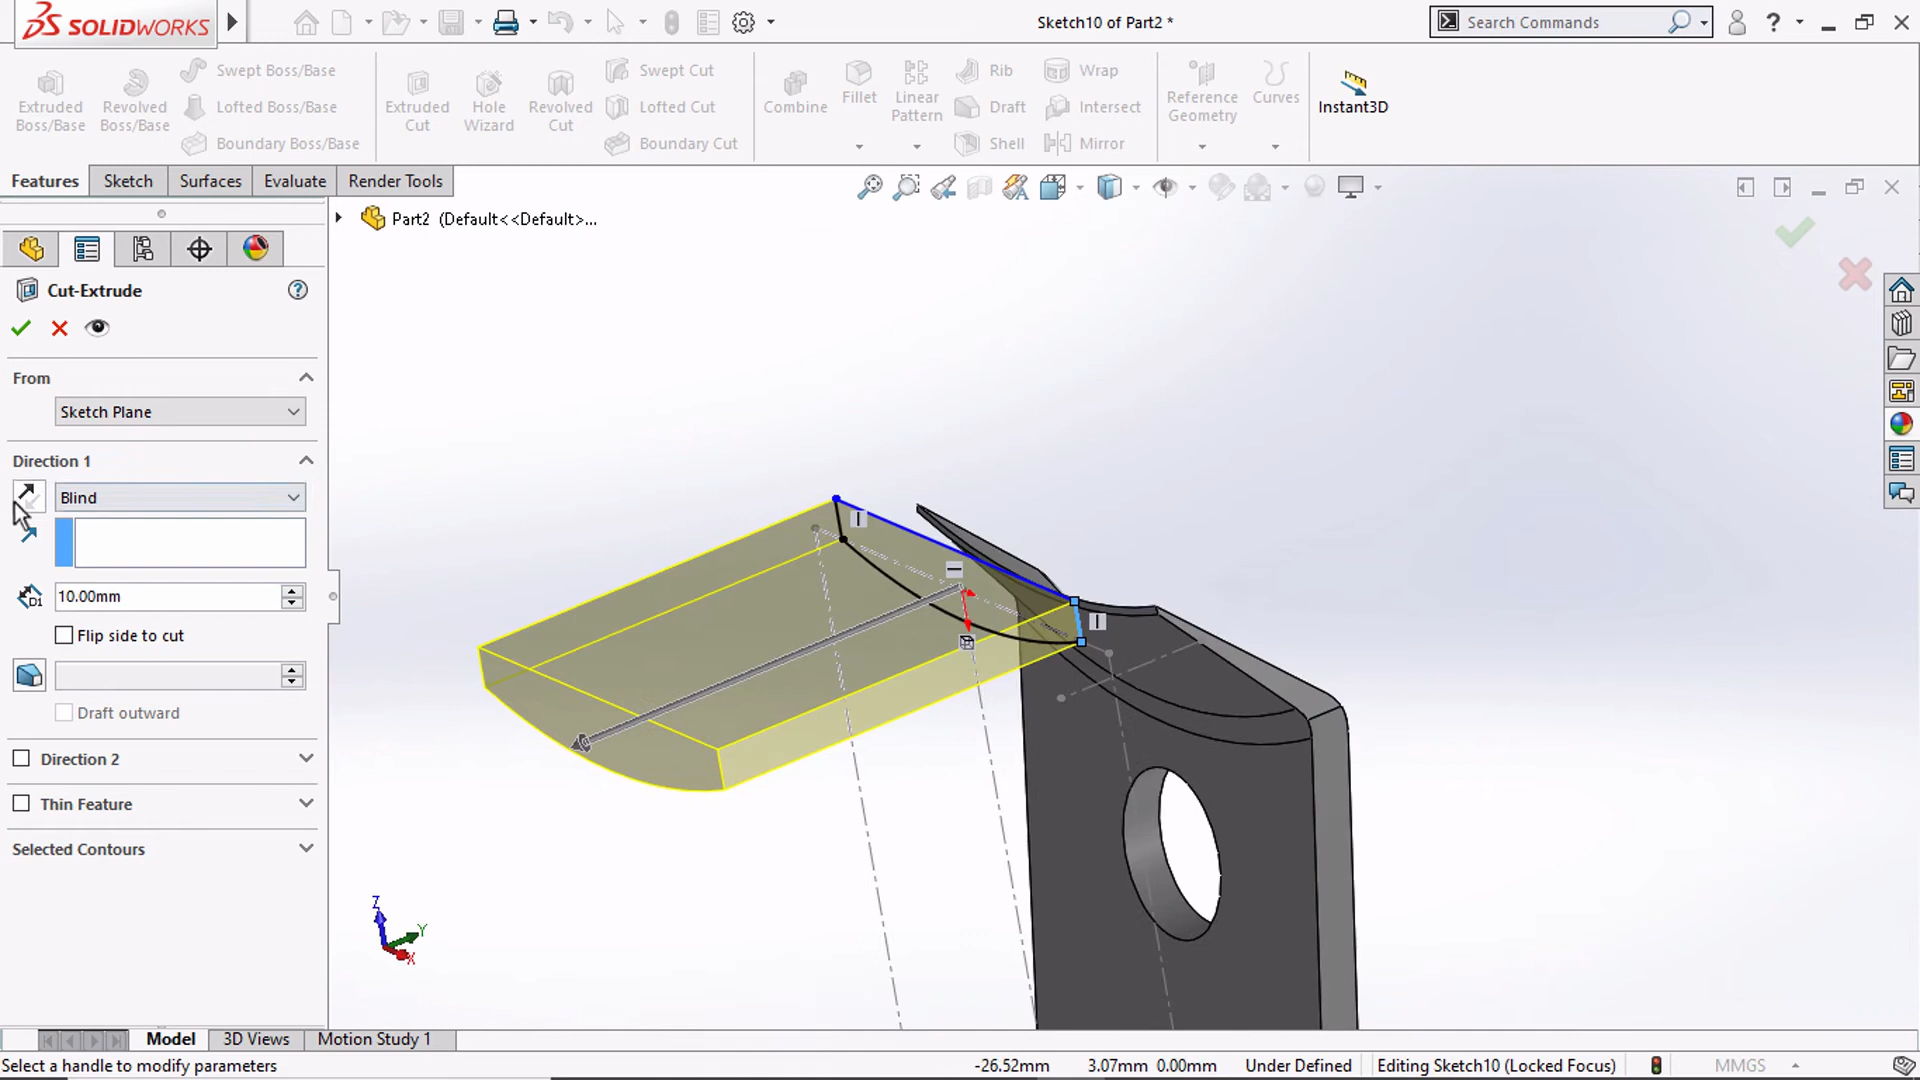 SOLIDWORKS
Sketch10 of Part2 *
Search Commands
Extruded Boss/Base
Revolved Boss/Base
Swept Boss/Base
Lofted Boss/Base
Boundary Boss/Base
Extruded Cut
Hole Wizard
Revolved Cut
Swept Cut
Lofted Cut
Boundary Cut
Combine
Fillet
Linear Pattern
Rib
Draft
Shell
Wrap
Intersect
Mirror
Reference Geometry
Curves
Instant3D
Features
Sketch
Surfaces
Evaluate
Render Tools
Part2 (Default<<Default>...
Cut-Extrude
From
Sketch Plane
Direction 1
Blind
D1
10.00mm
Flip side to cut
Draft outward
Direction 2
Thin Feature
Selected Contours
Z
Y
X
Model
3D Views
Motion Study 1
Select a handle to modify parameters
-26.52mm
3.07mm 0.00mm
Under Defined
Editing Sketch10 (Locked Focus)
MMGS